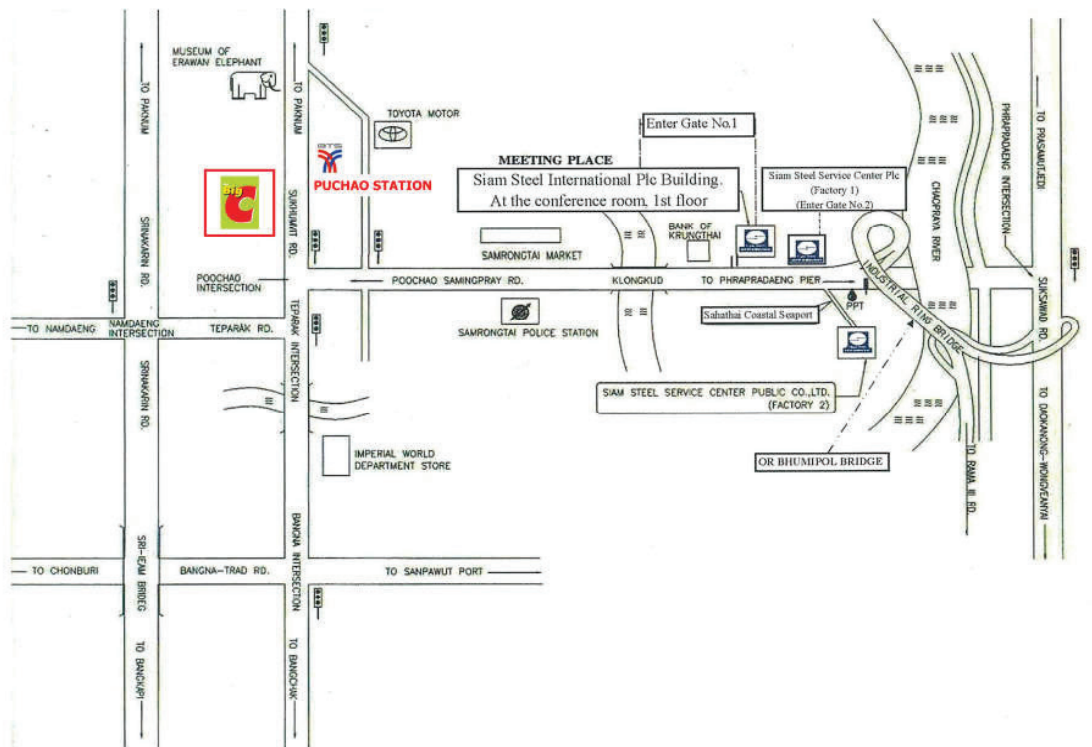 MUSEUM OF
ERAWAN ELEPHANT
TO PAKNUM
TO PAKNUM
TOYOTA MOTOR
BTS
PUCHAO STATION
Big
C
SRINAKARIN RD.
SUKHUMVIT RD.
MEETING PLACE
Siam Steel International Plc Building.
At the conference room, 1st floor
Enter Gate No.1
Siam Steel Service Center Plc
(Factory 1)
(Enter Gate No.2)
CHAOPRAYA RIVER
PHRAPRADAENG INTERSECTION
TO PRASAMUTJEDI
SAMRONGTAI MARKET
BANK OF
KRUNGTHAI
POOCHAO
INTERSECTION
POOCHAO SAMINGPRAY RD.
KLONGKUD
TO PHRAPRADAENG PIER
INDUSTRIAL RING BRIDGE
SUKSAWAD RD.
PPT
Sahathai Coastal Seaport
TO NAMDAENG
NAMDAENG
INTERSECTION
TEPARAK RD.
TEPARAK INTERSECTION
SAMRONGTAI POLICE STATION
SRINAKARIN RD.
SIAM STEEL SERVICE CENTER PUBLIC CO.,LTD.
(FACTORY 2)
TO DAOKANONG-WONGVEANYAI
IMPERIAL WORLD
DEPARTMENT STORE
OR BHUMIPOL BRIDGE
TO RAMA III RD.
BANGNA INTERSECTION
SRI-IEAM BRIDEG
TO CHONBURI
BANGNA-TRAD RD.
TO SANPAWUT PORT
TO BANGKAPI
TO BANGCHAK